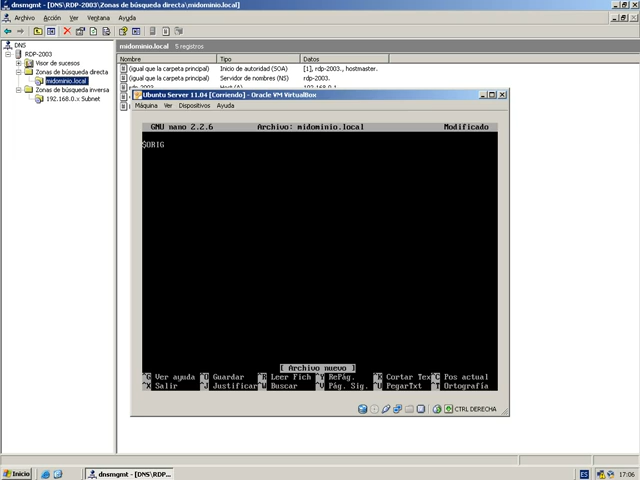 dnsmgmt - [DNS\RDP-2003\Zonas de búsqueda directa\midominio.local]
Archivo Acción Ver Ventana Ayuda
DNS
RDP-2003
Visor de sucesos
Zonas de búsqueda directa
midominio.local
Zonas de búsqueda inversa
192.168.0.x Subnet
midominio.local 5 registros
Nombre Tipo Datos
(igual que la carpeta principal) Inicio de autoridad (SOA) [1], rdp-2003., hostmaster.
(igual que la carpeta principal) Servidor de nombres (NS) rdp-2003.
Ubuntu Server 11.04 [Corriendo] - Oracle VM VirtualBox
Máquina Ver Dispositivos Ayuda
GNU nano 2.2.6 Archivo: midominio.local Modificado
$ORIG
[ Archivo nuevo ]
^G Ver ayuda ^O Guardar ^R Leer Fich ^Y RePág. ^K Cortar Tex ^C Pos actual
^X Salir ^J Justificar ^W Buscar ^V Pág. Sig. ^U PegarTxt ^T Ortografía
CTRL DERECHA
Inicio
dnsmgmt - [DNS\RDP...
ES
17:06